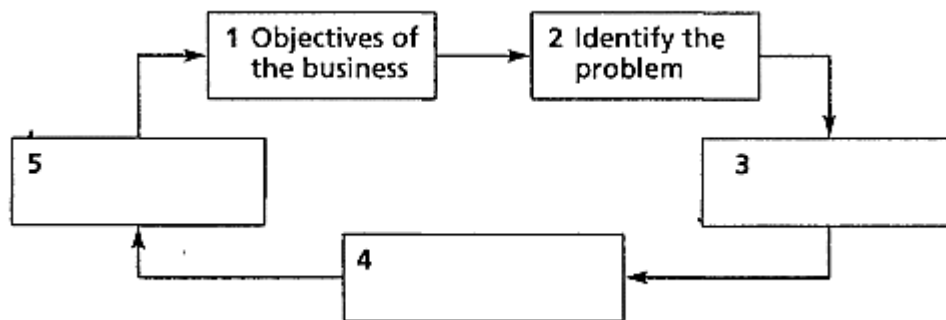 1 Objectives of
the business
2 Identify the
problem
3
4
5